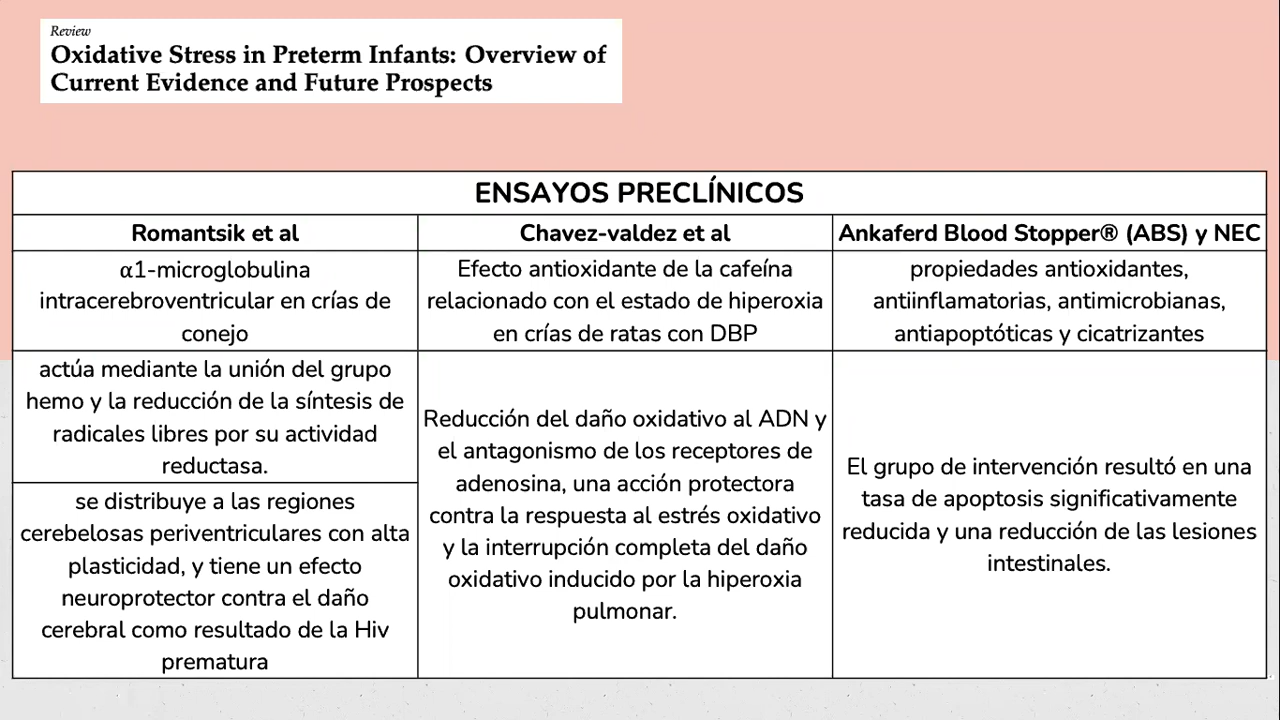 Review
Oxidative Stress in Preterm Infants: Overview of
Current Evidence and Future Prospects
ENSAYOS PRECLÍNICOS
Romantsik et al
Chavez-valdez et al
Ankaferd Blood Stopper® (ABS) y NEC
α1-microglobulina
intracerebroventricular en crías de
conejo
Efecto antioxidante de la cafeína
relacionado con el estado de hiperoxia
en crías de ratas con DBP
propiedades antioxidantes,
antiinflamatorias, antimicrobianas,
antiapoptóticas y cicatrizantes
actúa mediante la unión del grupo
hemo y la reducción de la síntesis de
radicales libres por su actividad
reductasa.
se distribuye a las regiones
cerebelosas periventriculares con alta
plasticidad, y tiene un efecto
neuroprotector contra el daño
cerebral como resultado de la Hiv
prematura
Reducción del daño oxidativo al ADN y
el antagonismo de los receptores de
adenosina, una acción protectora
contra la respuesta al estrés oxidativo
y la interrupción completa del daño
oxidativo inducido por la hiperoxia
pulmonar.
El grupo de intervención resultó en una
tasa de apoptosis significativamente
reducida y una reducción de las lesiones
intestinales.